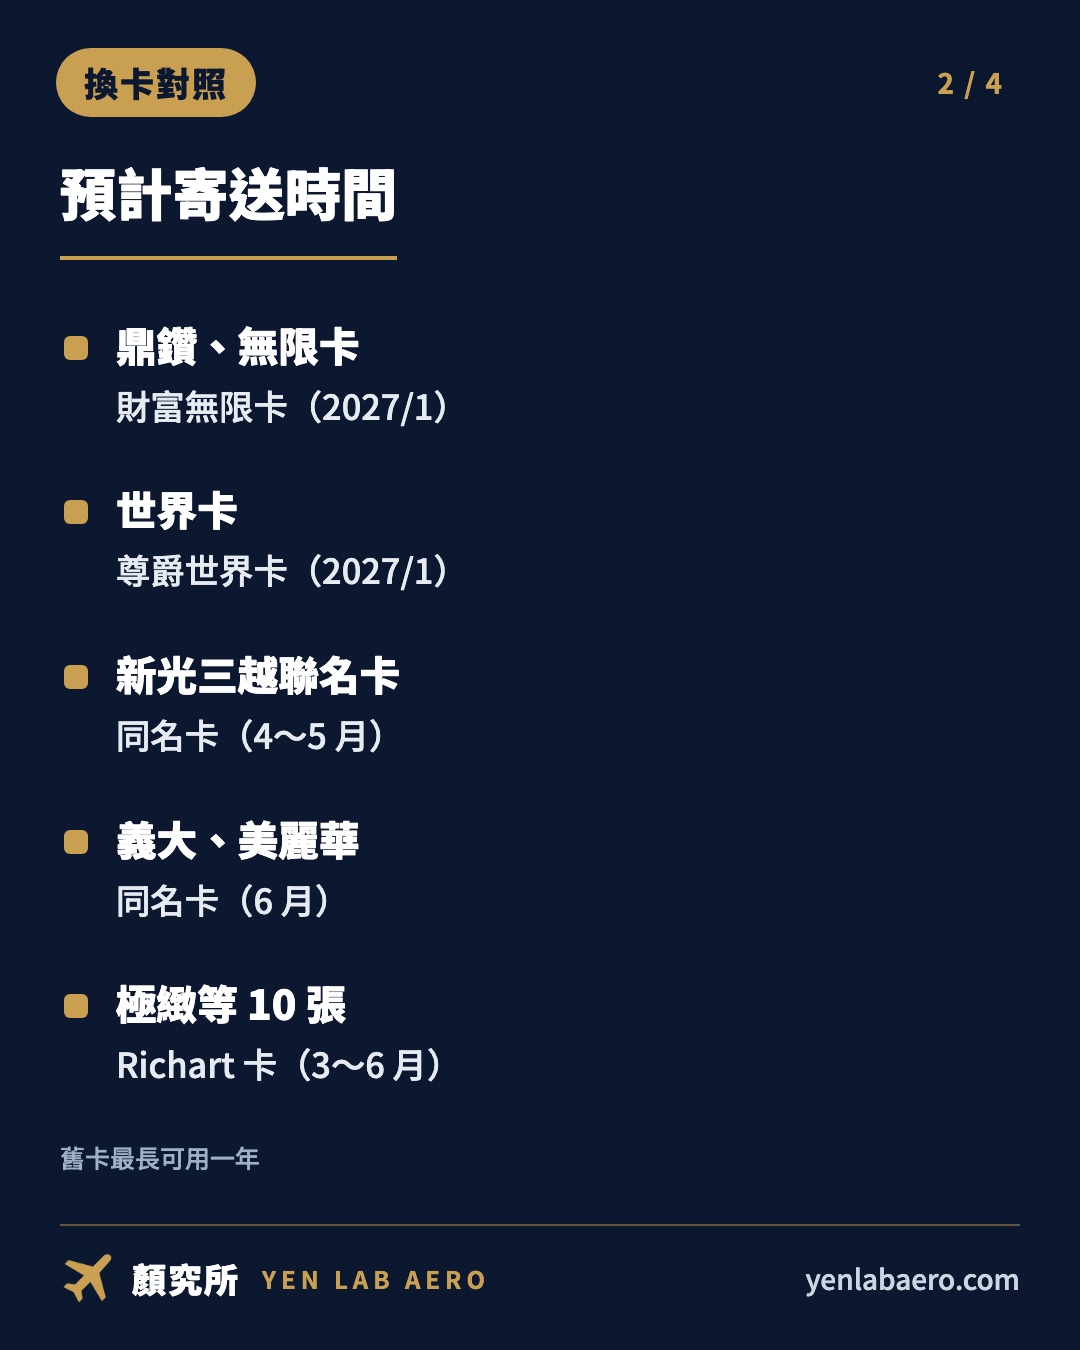 換卡對照
2 / 4
預計寄送時間
鼎鑽、無限卡
財富無限卡（2027/1）
世界卡
尊爵世界卡（2027/1）
新光三越聯名卡
同名卡（4～5 月）
義大、美麗華
同名卡（6 月）
極緻等 10 張
Richart 卡（3～6 月）
舊卡最長可用一年
顏究所 YEN LAB AERO
yenlabaero.com